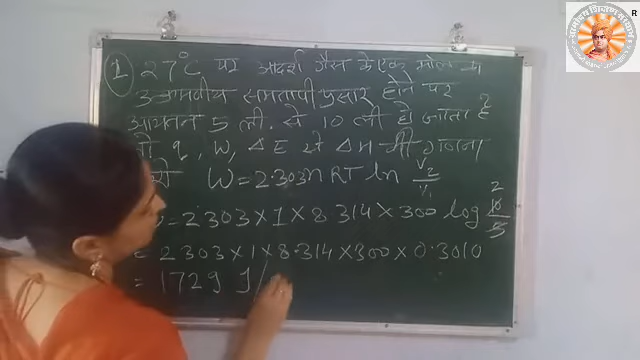 ① 27°C पर आदर्श गैस के एक मोल का
उत्क्रमणीय समतापी प्रसार होने पर
आयतन 5 ली. से 10 ली हो जाता है
तो q, W, ΔE व ΔH की गणना
W = 2.303 n RT ln V₂/V₁
= 2.303 × 1 × 8.314 × 300 log 10/5 2
= 2.303 × 1 × 8.314 × 300 × 0.3010
= 1729 J/
R